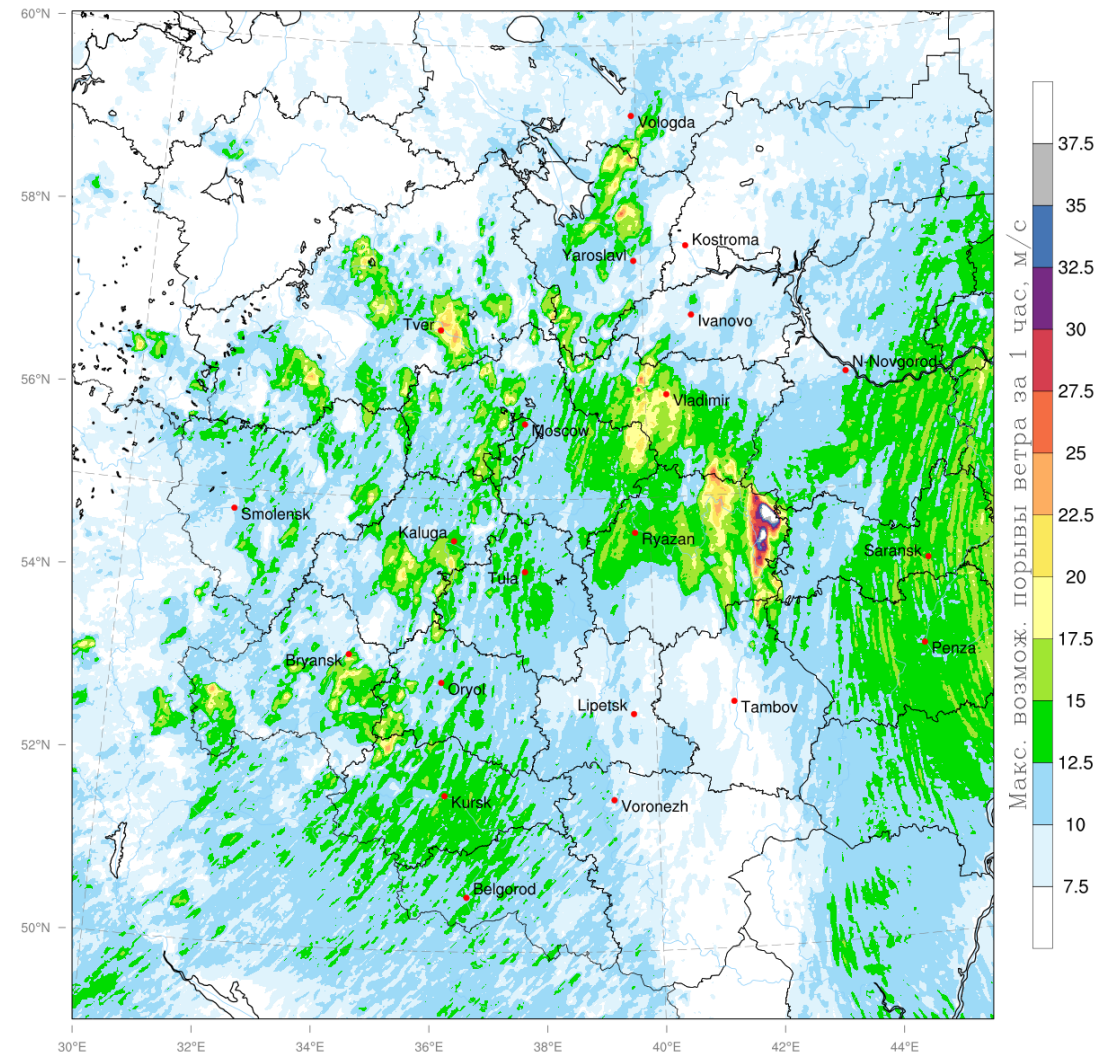 60°N
58°N
56°N
54°N
52°N
50°N
30°E
32°E
34°E
36°E
38°E
40°E
42°E
44°E
Vologda
Kostroma
Yaroslavl
Ivanovo
Tver
N.Novgorod
Vladimir
Moscow
Smolensk
Kaluga
Ryazan
Saransk
Tula
Penza
Bryansk
Oryol
Lipetsk
Tambov
Kursk
Voronezh
Belgorod
37.5
35
32.5
30
27.5
25
22.5
20
17.5
15
12.5
10
7.5
Макс. возмож. порывы ветра за 1 час, м/с